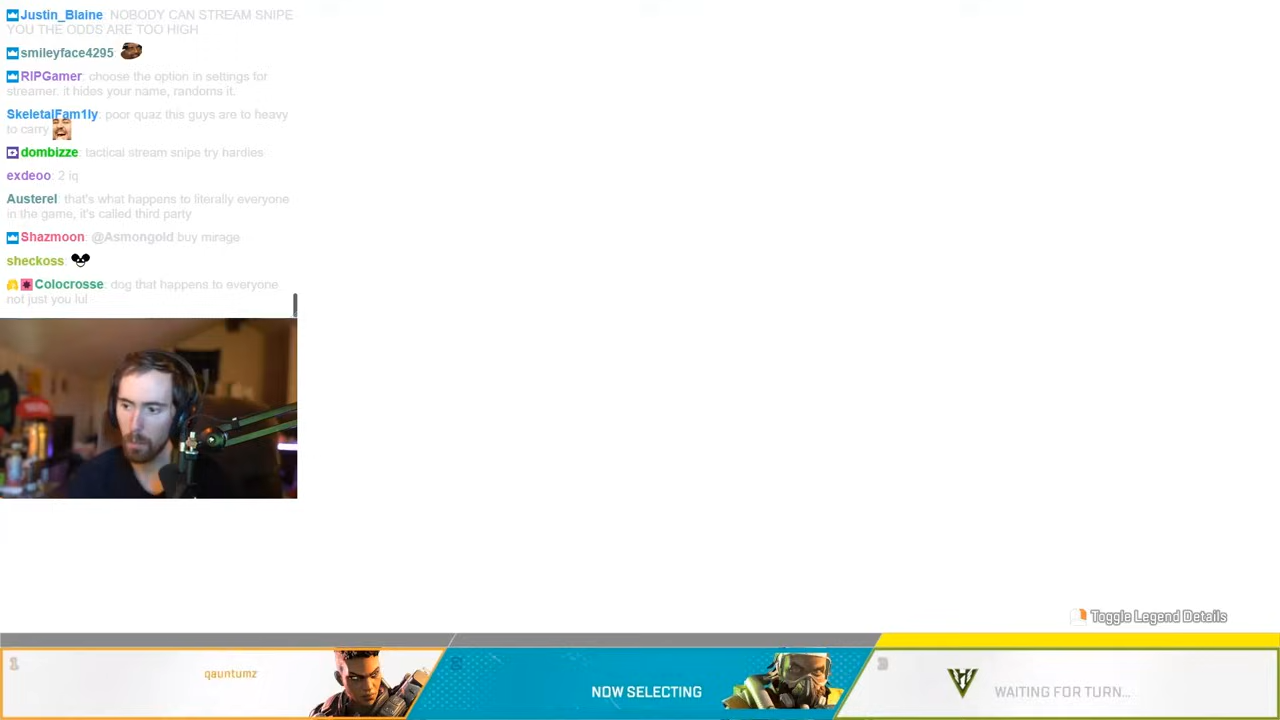 Justin_Blaine: NOBODY CAN STREAM SNIPE
YOU THE ODDS ARE TOO HIGH
smileyface4295:
RIPGamer: choose the option in settings for
streamer. it hides your name, randoms it.
SkeletalFam1ly: poor quaz this guys are to heavy
to carry
dombizze: tactical stream snipe try hardies
exdeoo: 2 iq
Austerel: that's what happens to literally everyone
in the game, it's called third party
Shazmoon: @Asmongold buy mirage
sheckoss:
Colocrosse: dog that happens to everyone
not just you lul
Toggle Legend Details
1
qauntumz
2
NOW SELECTING
3
WAITING FOR TURN...